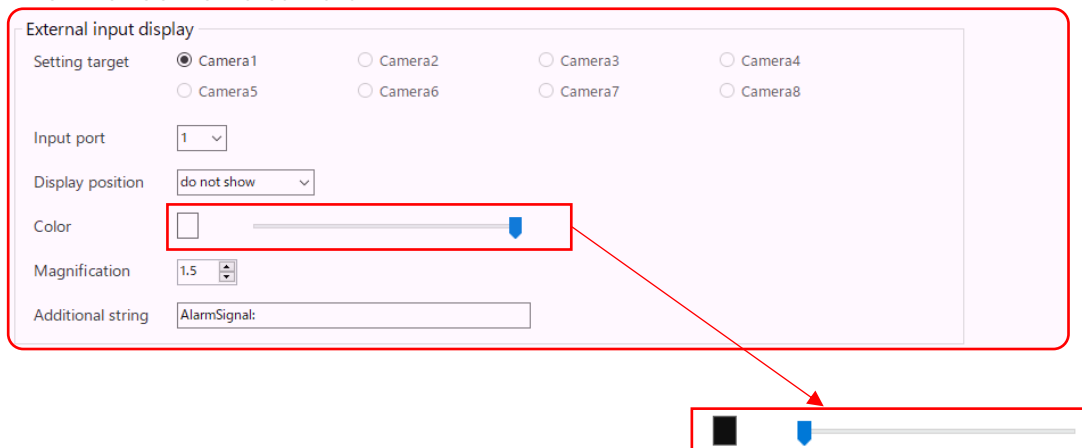 External input display
Setting target Camera1 Camera2 Camera3 Camera4
Camera5 Camera6 Camera7 Camera8
Input port 1
Display position do not show
Color
Magnification 1.5
Additional string AlarmSignal: